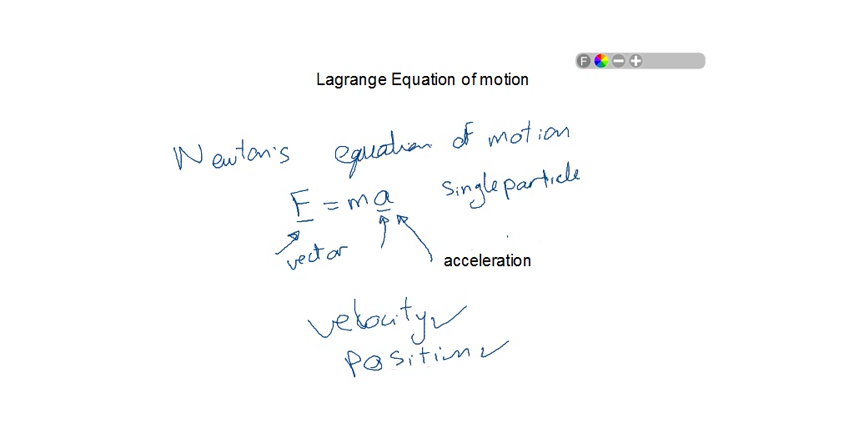 F
Lagrange Equation of motion
Newton's equation of motion
F = ma single particle
vector
acceleration
velocity ✓
position ✓